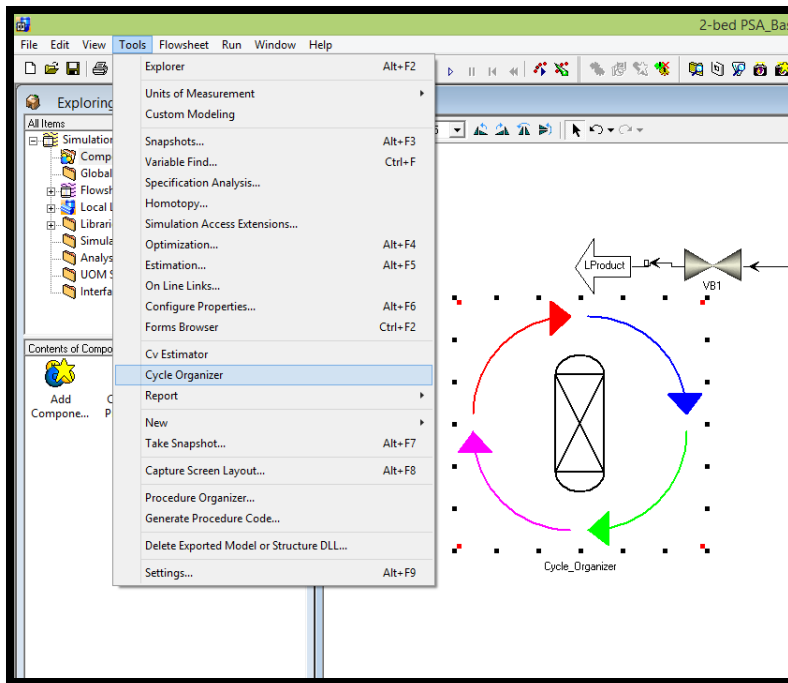 2-bed PSA_Bas
File Edit View Tools Flowsheet Run Window Help
Exploring
All Items
Simulation
Comp
Global
Flowsh
Local L
Librari
Simula
Analys
UOM S
Interfa
Contents of Compo
Add
Compone...
C
P
Explorer Alt+F2
Units of Measurement
Custom Modeling
Snapshots... Alt+F3
Variable Find... Ctrl+F
Specification Analysis...
Homotopy...
Simulation Access Extensions...
Optimization... Alt+F4
Estimation... Alt+F5
On Line Links...
Configure Properties... Alt+F6
Forms Browser Ctrl+F2
Cv Estimator
Cycle Organizer
Report
New
Take Snapshot... Alt+F7
Capture Screen Layout... Alt+F8
Procedure Organizer...
Generate Procedure Code...
Delete Exported Model or Structure DLL...
Settings... Alt+F9
LProduct
VB1
Cycle_Organizer